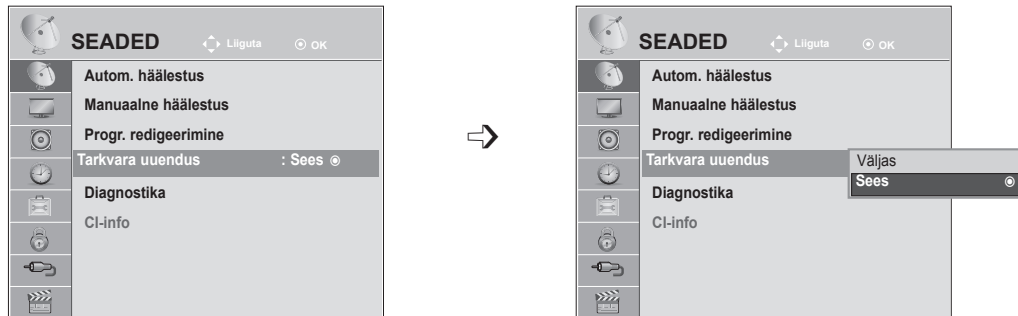 SEADED Liiguta OK
Autom. häälestus
Manuaalne häälestus
Progr. redigeerimine
Tarkvara uuendus : Sees
Diagnostika
CI-info
SEADED Liiguta OK
Autom. häälestus
Manuaalne häälestus
Progr. redigeerimine
Tarkvara uuendus
Väljas
Sees
Diagnostika
CI-info